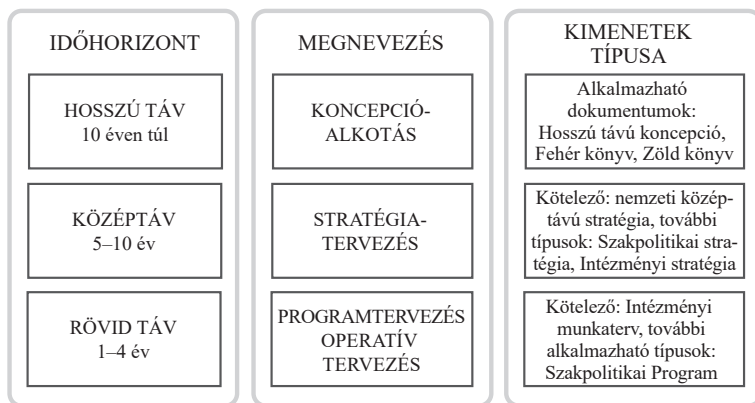 IDŐHORIZONT
HOSSZÚ TÁV
10 éven túl
KÖZÉPTÁV
5–10 év
RÖVID TÁV
1–4 év
MEGNEVEZÉS
KONCEPCIÓ-
ALKOTÁS
STRATÉGIA-
TERVEZÉS
PROGRAMTERVEZÉS
OPERATÍV
TERVEZÉS
KIMENETEK
TÍPUSA
Alkalmazható
dokumentumok:
Hosszú távú koncepció,
Fehér könyv, Zöld könyv
Kötelező: nemzeti közép-
távú stratégia, további
típusok: Szakpolitikai stra-
tégia, Intézményi stratégia
Kötelező: Intézményi
munkaterv, további
alkalmazható típusok:
Szakpolitikai Program